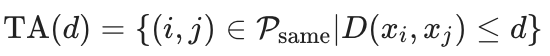 TA(d) = {(i, j) ∈ 𝒫_same|D(x_i, x_j) ≤ d}